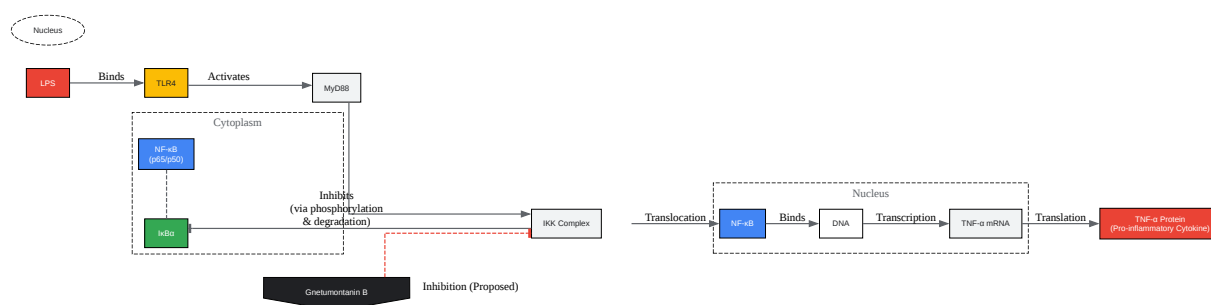 Nucleus
LPS
Binds
TLR4
Activates
MyD88
Cytoplasm
NF-κB
(p65/p50)
Inhibits
(via phosphorylation
& degradation)
IκBα
IKK Complex
Gnetumontanin B
Inhibition (Proposed)
Translocation
Nucleus
NF-κB
Binds
DNA
Transcription
TNF-α mRNA
Translation
TNF-α Protein
(Pro-inflammatory Cytokine)